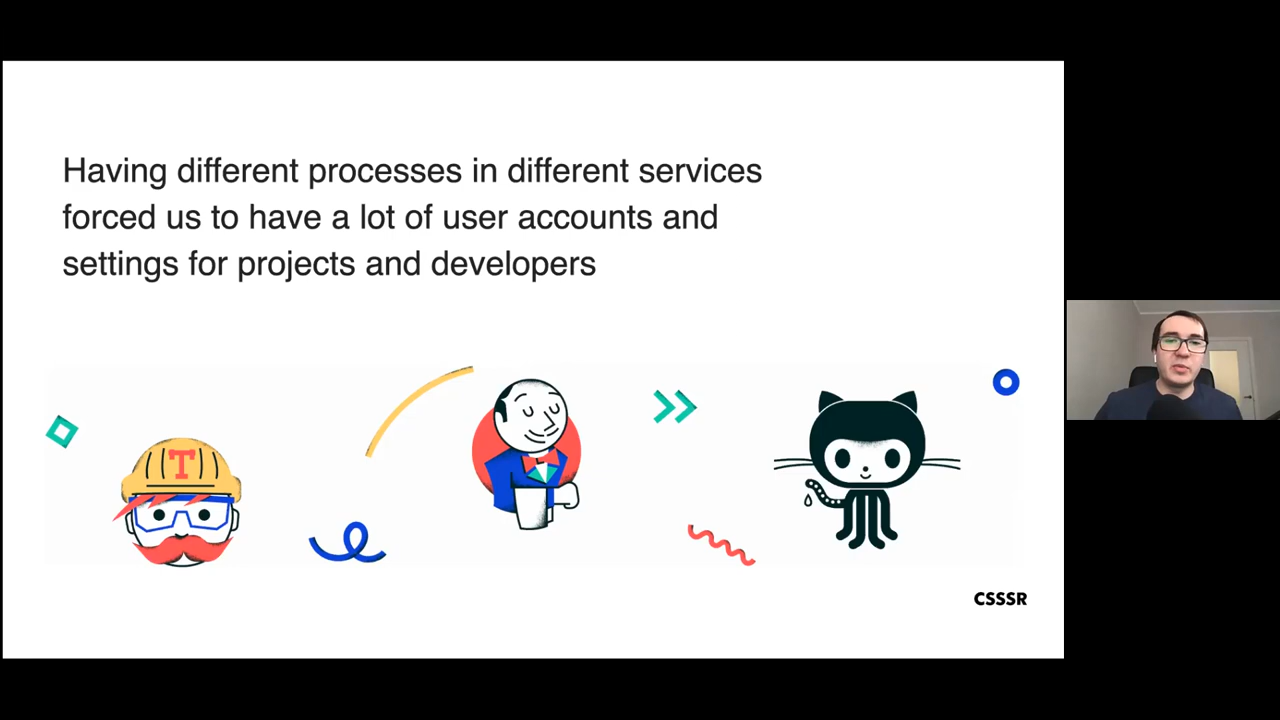 Having different processes in different services
forced us to have a lot of user accounts and
settings for projects and developers
T
CSSSR